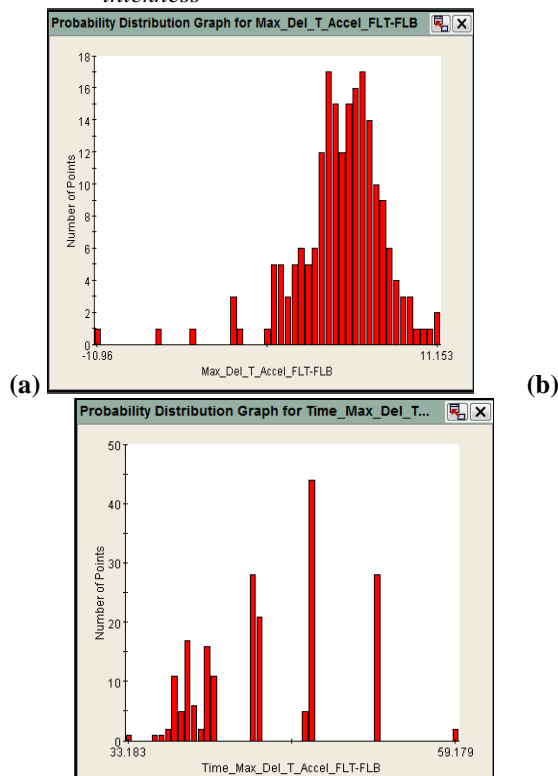 thickness
Probability Distribution Graph for Max_Del_T_Accel_FLT-FLB
18
16
14
12
10
8
6
4
2
0
Number of Points
-10.96
11.153
Max_Del_T_Accel_FLT-FLB
(a)
(b)
Probability Distribution Graph for Time_Max_Del_T...
50
40
30
20
10
0
Number of Points
33.183
59.179
Time_Max_Del_T_Accel_FLT-FLB